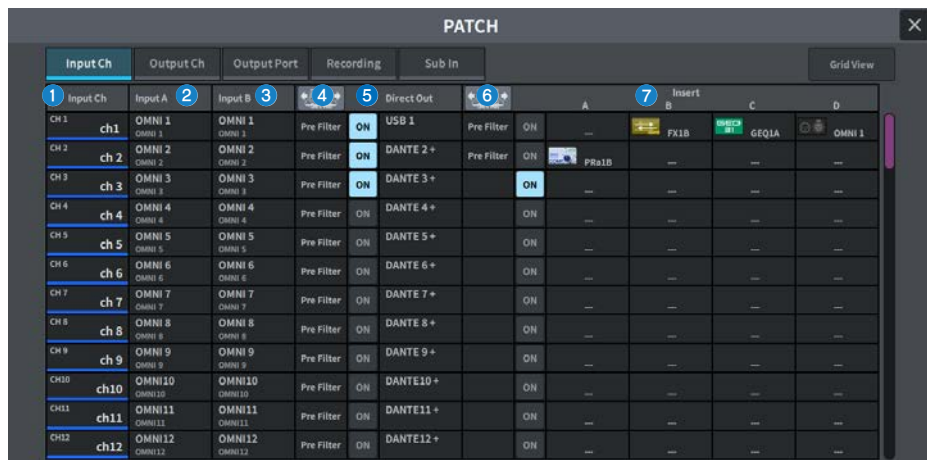 PATCH
Input Ch Output Ch Output Port Recording Sub In Grid View
1 Input Ch Input A 2 Input B 3 4 5 Direct Out 6 7 Insert
A B C D
CH 1 ch1 OMNI 1 OMNI 1 OMNI 1 OMNI 1 Pre Filter ON USB 1 Pre Filter ON --- FX1B GEQ1A OMNI 1
CH 2 ch 2 OMNI 2 OMNI 2 OMNI 2 OMNI 2 Pre Filter ON DANTE 2+ Pre Filter ON PRa1B --- --- ---
CH 3 ch 3 OMNI 3 OMNI 3 OMNI 3 OMNI 3 Pre Filter ON DANTE 3+ ON --- --- --- ---
CH 4 ch 4 OMNI 4 OMNI 4 OMNI 4 OMNI 4 Pre Filter ON DANTE 4+ ON --- --- --- ---
CH 5 ch 5 OMNI 5 OMNI 5 OMNI 5 OMNI 5 Pre Filter ON DANTE 5+ ON --- --- --- ---
CH 6 ch 6 OMNI 6 OMNI 6 OMNI 6 OMNI 6 Pre Filter ON DANTE 6+ ON --- --- --- ---
CH 7 ch 7 OMNI 7 OMNI 7 OMNI 7 OMNI 7 Pre Filter ON DANTE 7+ ON --- --- --- ---
CH 8 ch 8 OMNI 8 OMNI 8 OMNI 8 OMNI 8 Pre Filter ON DANTE 8+ ON --- --- --- ---
CH 9 ch 9 OMNI 9 OMNI 9 OMNI 9 OMNI 9 Pre Filter ON DANTE 9+ ON --- --- --- ---
CH10 ch10 OMNI10 OMNI10 OMNI10 OMNI10 Pre Filter ON DANTE10+ ON --- --- --- ---
CH11 ch11 OMNI11 OMNI11 OMNI11 OMNI11 Pre Filter ON DANTE11+ ON --- --- --- ---
CH12 ch12 OMNI12 OMNI12 OMNI12 OMNI12 Pre Filter ON DANTE12+ ON --- --- --- ---